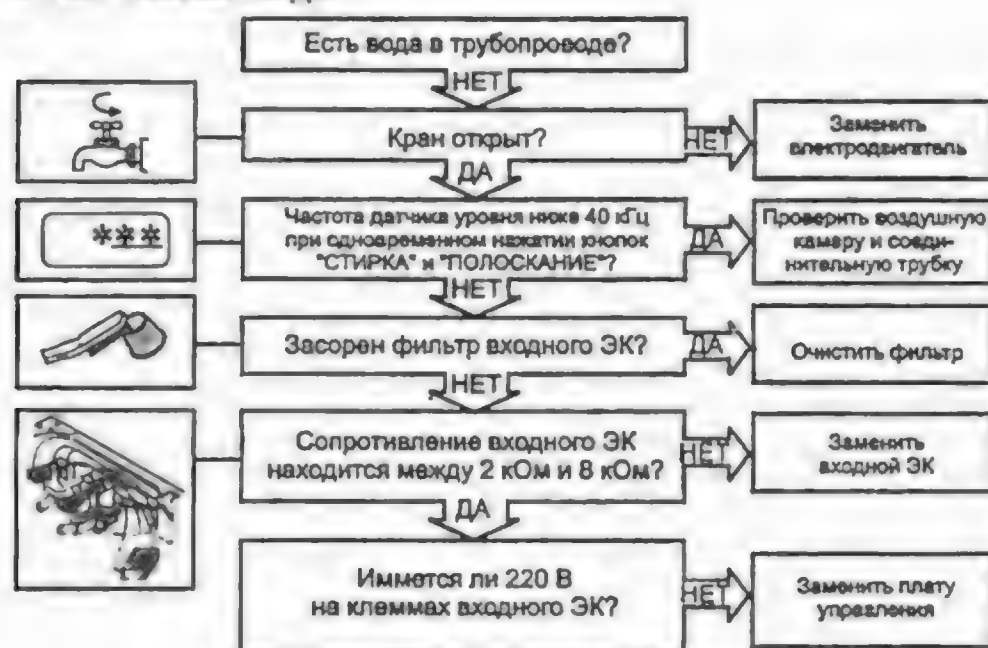 Есть вода в трубопроводе?
НЕТ
Кран открыт?
НЕТ
Заменить
электродвигатель
ДА
***
Частота датчика уровня ниже 40 кГц
при одновременном нажатии кнопок
"СТИРКА" и "ПОЛОСКАНИЕ"?
ДА
Проверить воздушную
камеру и соеди-
нительную трубку
НЕТ
Засорен фильтр входного ЭК?
ДА
Очистить фильтр
НЕТ
Сопротивление входного ЭК
находится между 2 кОм и 8 кОм?
НЕТ
Заменить
входной ЭК
ДА
Иммется ли 220 В
на клеммах входного ЭК?
НЕТ
Заменить плату
управления